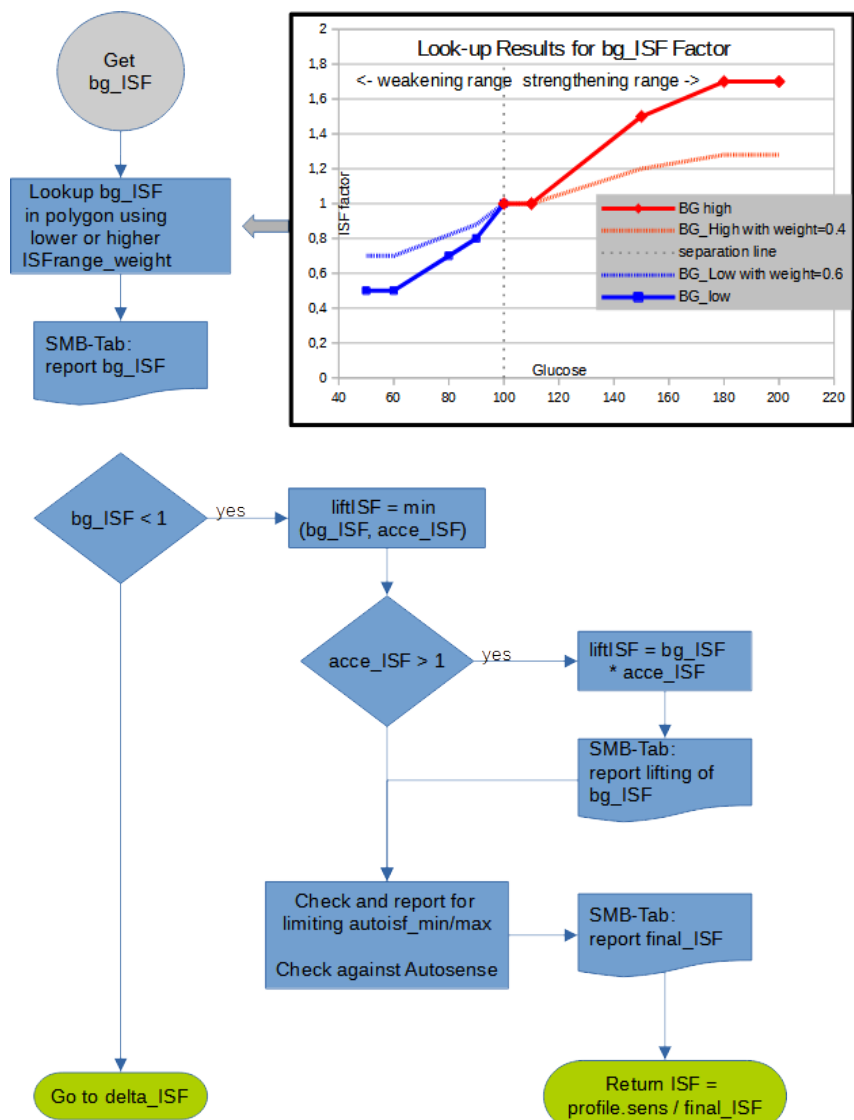 Get
bg_ISF
Lookup bg_ISF
in polygon using
lower or higher
ISFrange_weight
SMB-Tab:
report bg_ISF
Look-up Results for bg_ISF Factor
<- weakening range strengthening range ->
2
1,8
1,6
1,4
1,2
1
0,8
0,6
0,4
0,2
0
ISF factor
40 60 80 100 120 140 160 180 200 220
Glucose
BG high
BG_High with weight=0.4
separation line
BG_Low with weight=0.6
BG_low
bg_ISF < 1
yes
liftISF = min
(bg_ISF, acce_ISF)
acce_ISF > 1
yes
liftISF = bg_ISF
* acce_ISF
SMB-Tab:
report lifting of
bg_ISF
Check and report for
limiting autoisf_min/max
Check against Autosense
SMB-Tab:
report final_ISF
Go to delta_ISF
Return ISF =
profile.sens / final_ISF